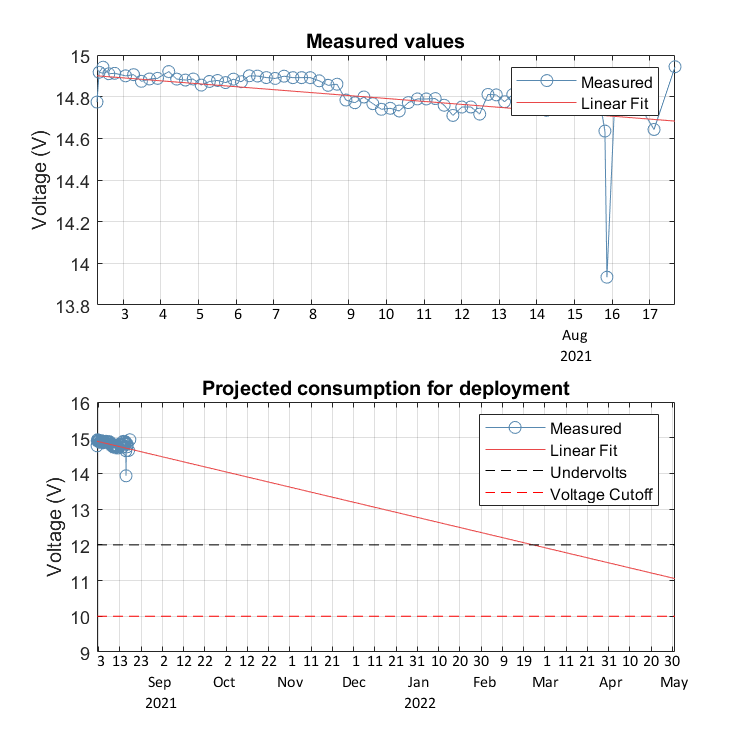 Measured values
15
14.8
14.6
14.4
14.2
14
13.8
Voltage (V)
Measured
Linear Fit
3 4 5 6 7 8 9 10 11 12 13 14 15 16 17
Aug
2021
Projected consumption for deployment
16
15
14
13
12
11
10
9
Voltage (V)
Measured
Linear Fit
Undervolts
Voltage Cutoff
3 13 23 2 12 22 2 12 22 1 11 21 1 11 21 31 10 20 30 9 19 1 11 21 31 10 20 30
Sep Oct Nov Dec Jan Feb Mar Apr May
2021 2022